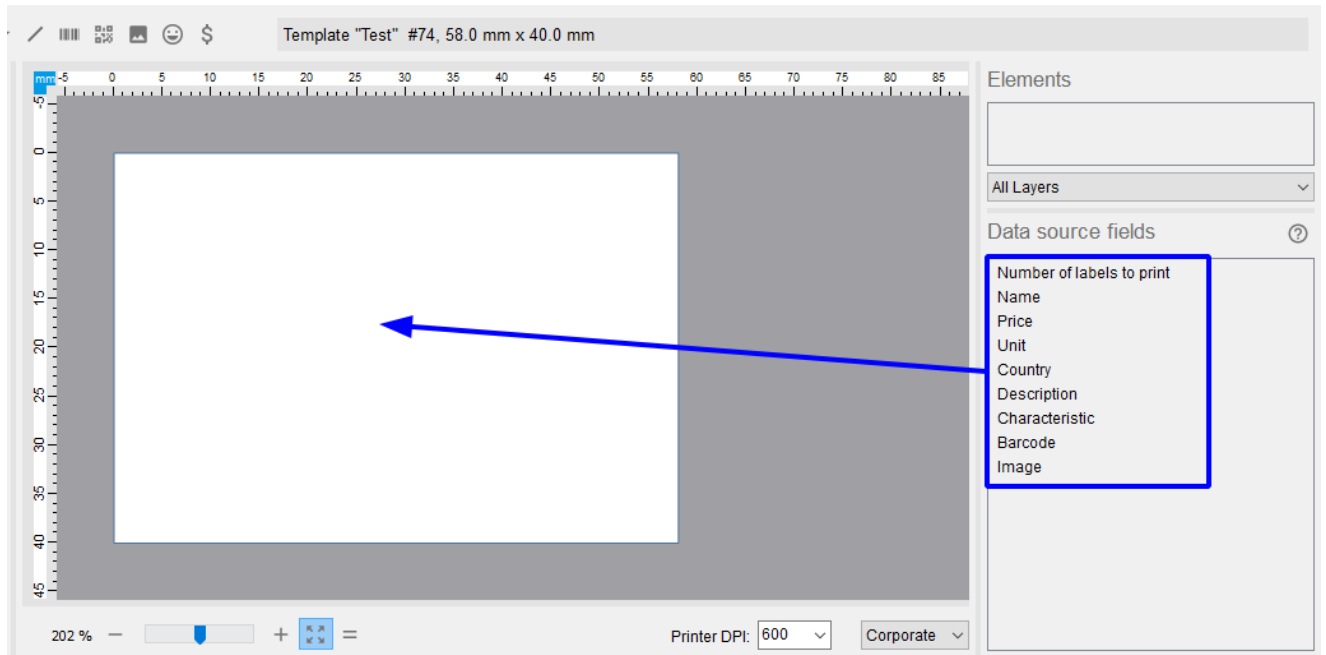 Template "Test" #74, 58.0 mm x 40.0 mm
mm -5 0 5 10 15 20 25 30 35 40 45 50 55 60 65 70 75 80 85
-5
0
5
10
15
20
25
30
35
40
45
Elements
All Layers
Data source fields
Number of labels to print
Name
Price
Unit
Country
Description
Characteristic
Barcode
Image
202 %
Printer DPI: 600
Corporate